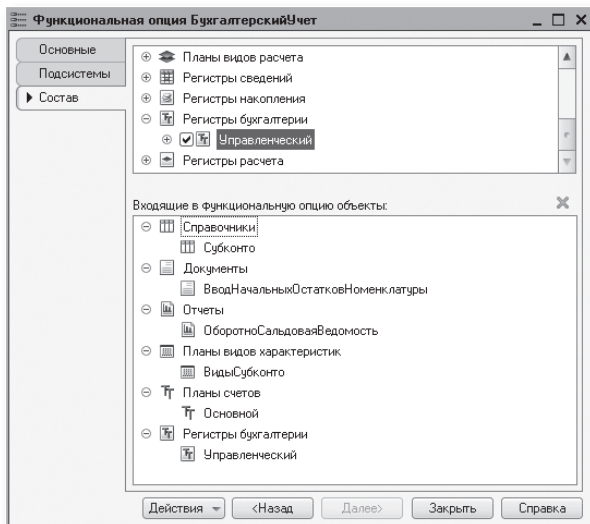 Функциональная опция БухгалтерскийУчет
Основные
Подсистемы
Состав
Планы видов расчета
Регистры сведений
Регистры накопления
Регистры бухгалтерии
Управленческий
Регистры расчета
Входящие в функциональную опцию объекты:
Справочники
Субконто
Документы
ВводНачальныхОстатковНоменклатуры
Отчеты
ОборотноСальдоваяВедомость
Планы видов характеристик
ВидыСубконто
Планы счетов
Основной
Регистры бухгалтерии
Управленческий
Действия <Назад Далее> Закрыть Справка